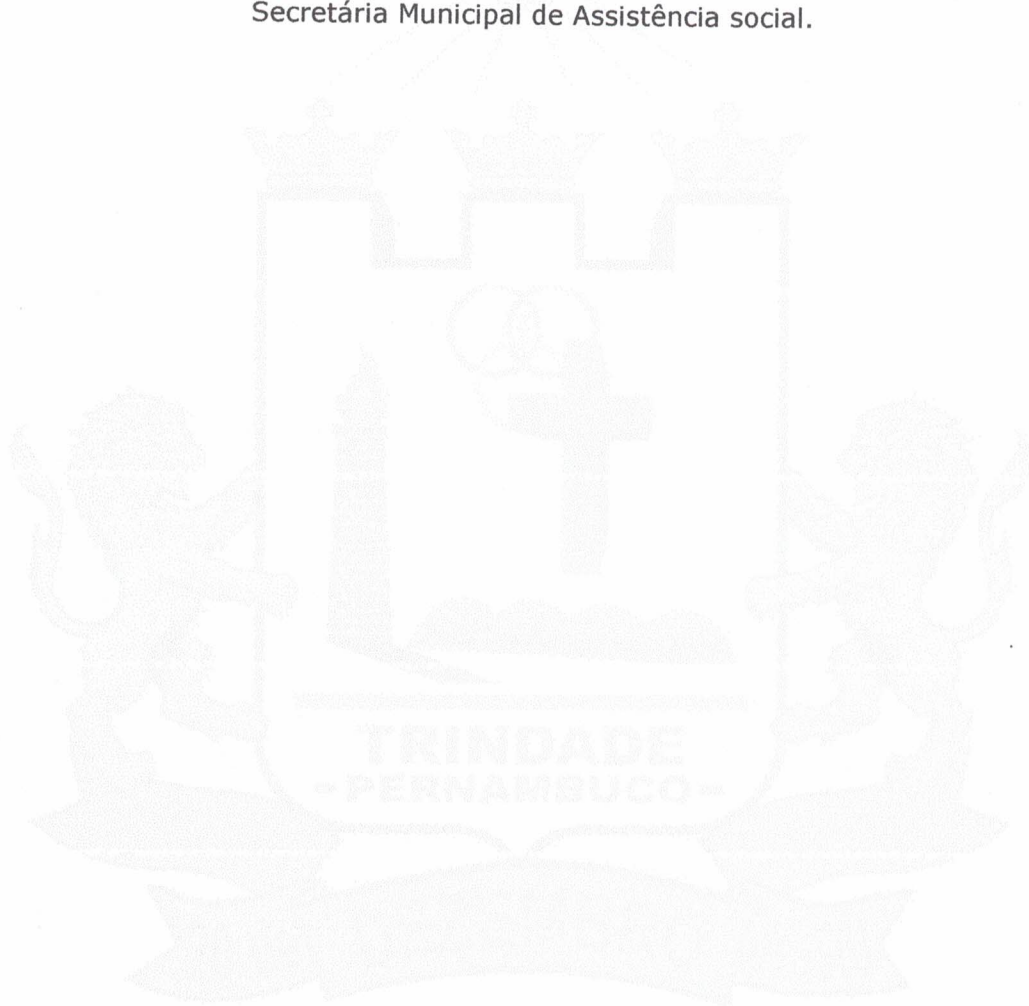 Secretária Municipal de Assistência social.
TRINDADE
- PERNAMBUCO -